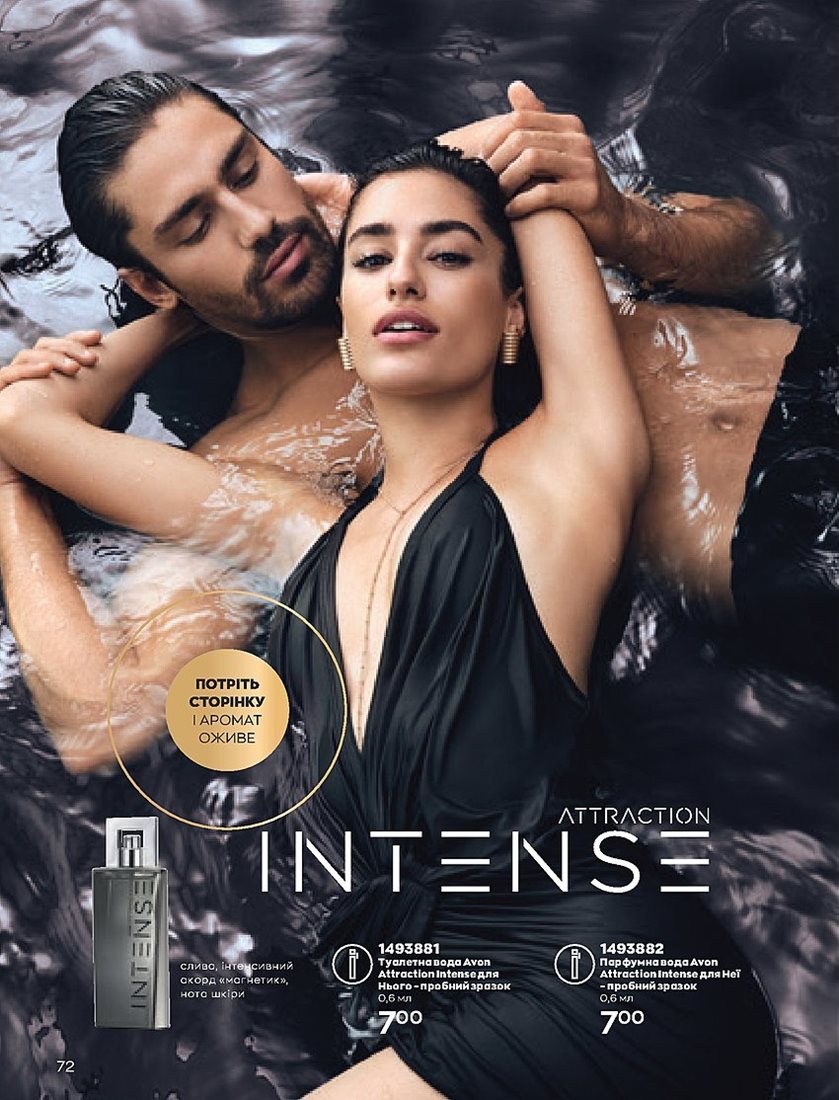 ПОТРІТЬ
СТОРІНКУ
І АРОМАТ
ОЖИВЕ
ATTRACTION
INTENSE
INTENSE
слива, інтенсивний
акорд «магнетик»,
нота шкіри
1493881
Туалетна вода Avon
Attraction Intense для
Нього – пробний зразок
0,6 мл
700
1493882
Парфумна вода Avon
Attraction Intense для Неї
– пробний зразок
0,6 мл
700
72